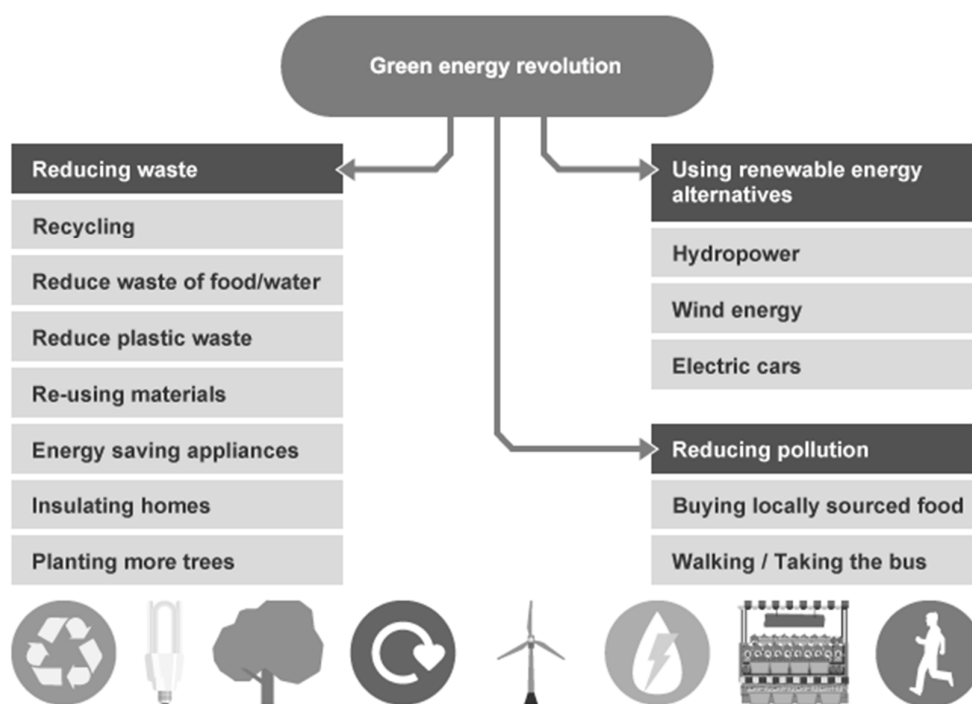 Green energy revolution
Reducing waste
Recycling
Reduce waste of food/water
Reduce plastic waste
Re-using materials
Energy saving appliances
Insulating homes
Planting more trees
Using renewable energy
alternatives
Hydropower
Wind energy
Electric cars
Reducing pollution
Buying locally sourced food
Walking / Taking the bus